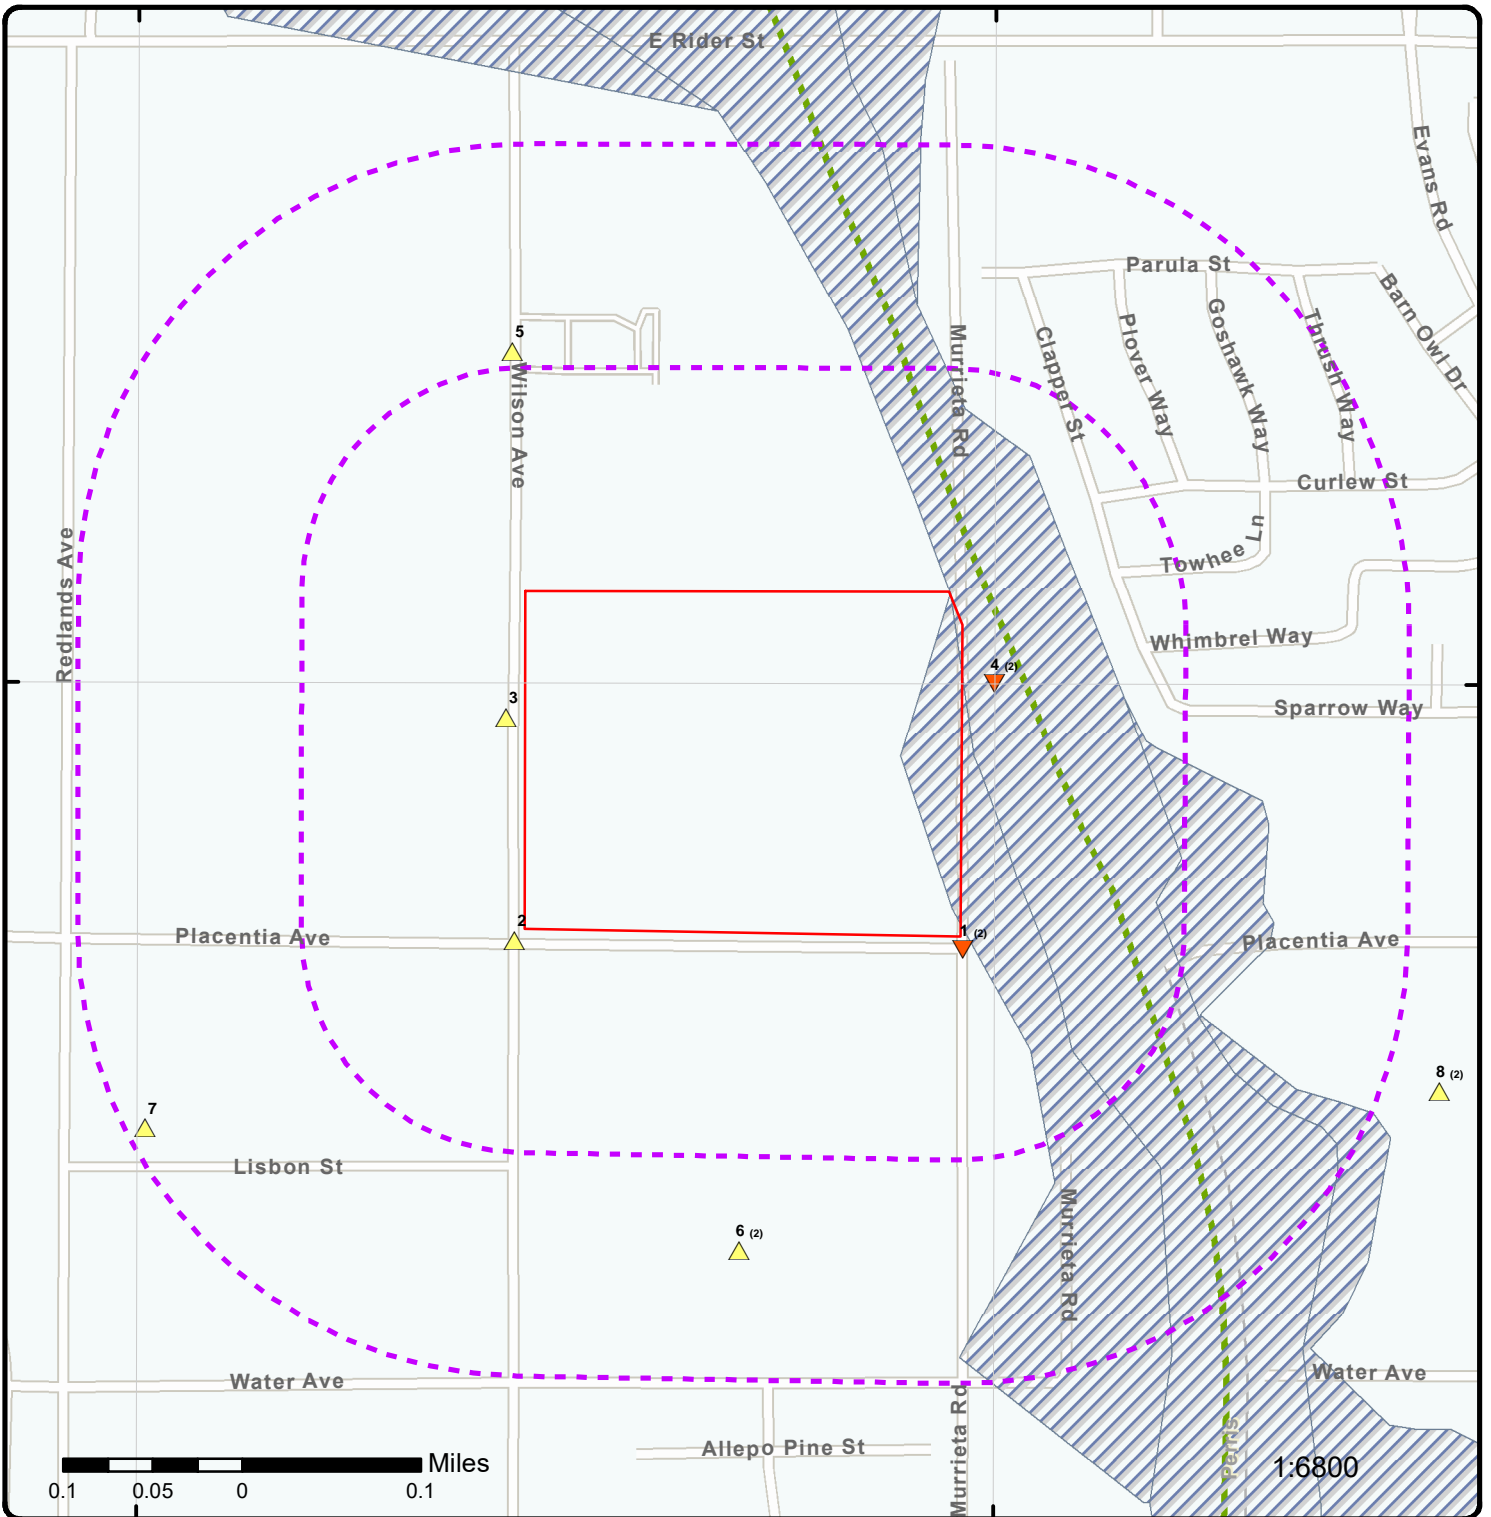 E Rider St
Evans Rd
Parula St
Barn Owl Dr
Goshawk Way
Thrush Way
Plover Way
Clapper St
Murrieta Rd
5
Wilson Ave
Curlew St
Redlands Ave
Towhee Ln
Whimbrel Way
4 (2)
3
Sparrow Way
2
1 (2)
Placentia Ave
Placentia Ave
8 (2)
7
Lisbon St
Murrieta Rd
6 (2)
Water Ave
Water Ave
Murrieta Rd
Allepo Pine St
Perris
Miles
1:6800
0.1 0.05 0 0.1